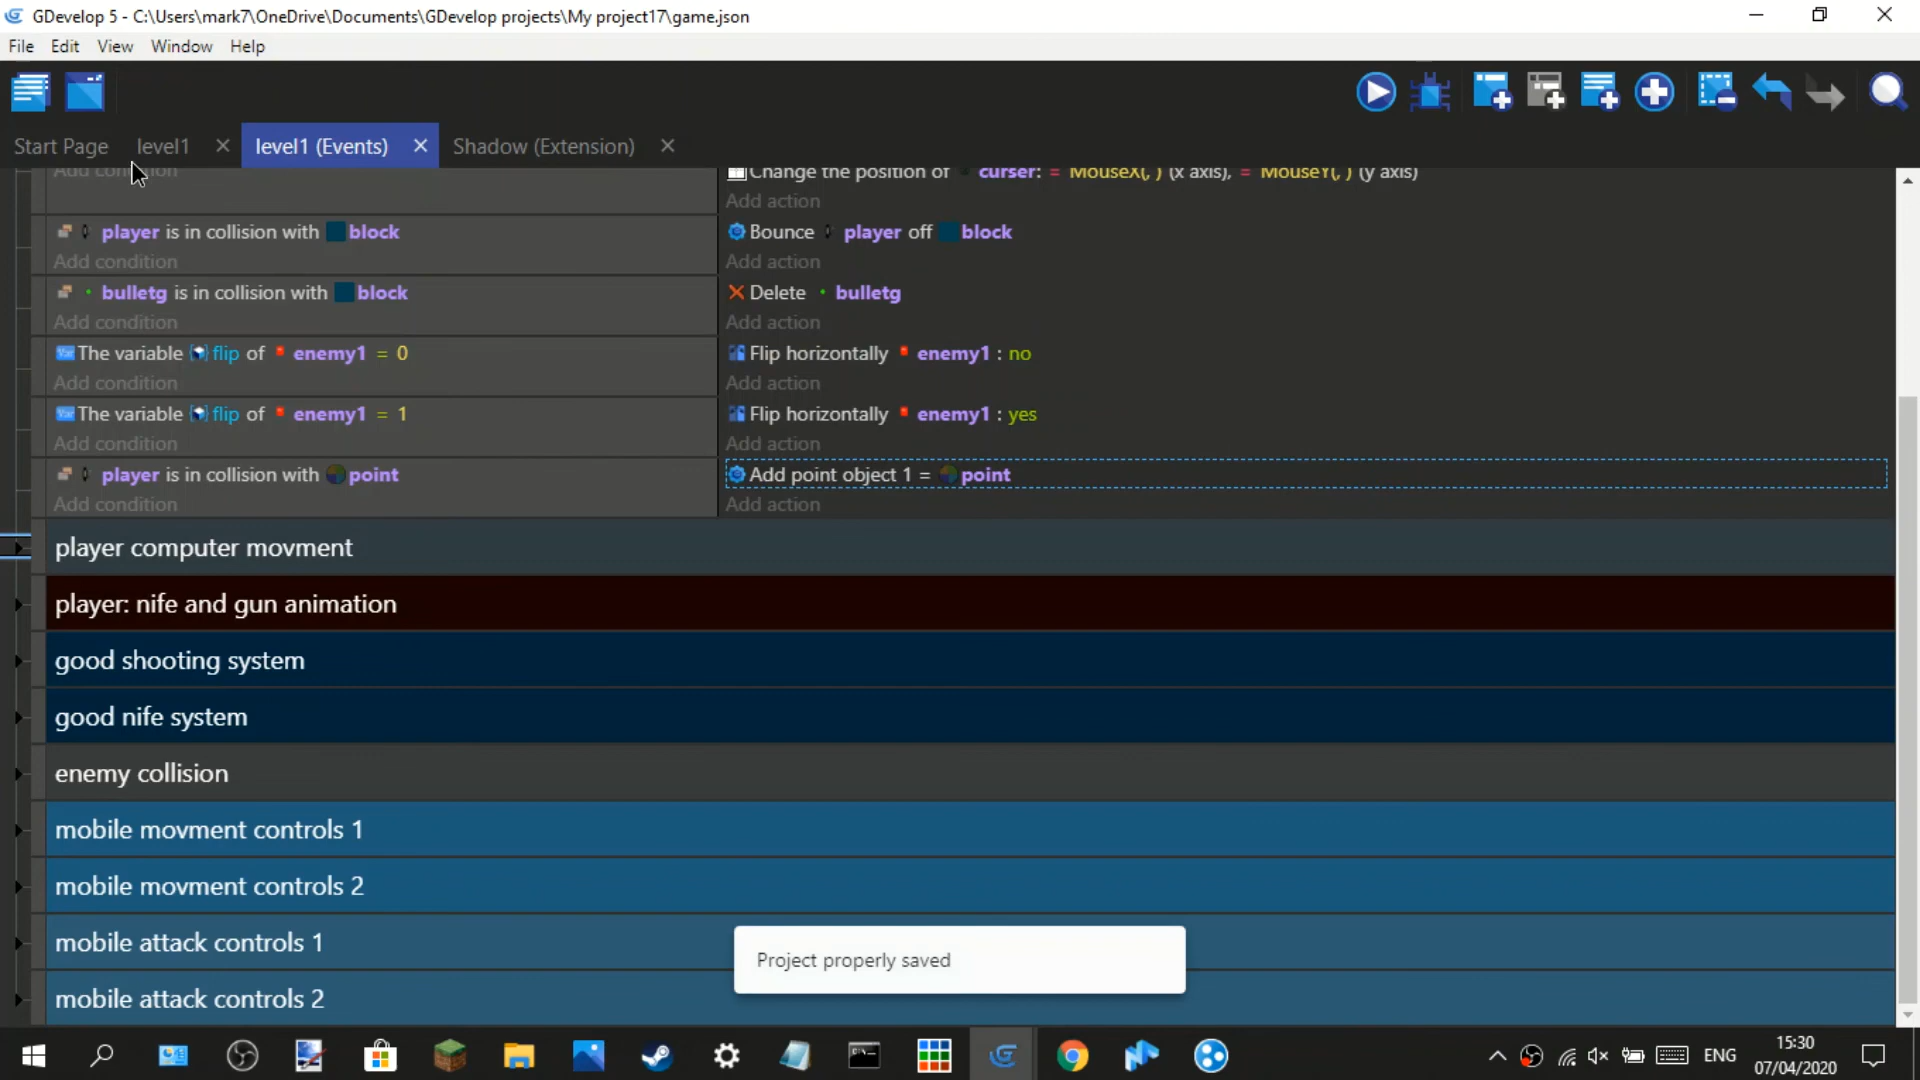 GDevelop 5 - C:\Users\mark7\OneDrive\Documents\GDevelop projects\My project17\game.json
File Edit View Window Help
Start Page level1 level1 (Events) Shadow (Extension)
Add condition Change the position of curser: = MouseX(, ) (x axis), = MouseY(, ) (y axis)
Add action
player is in collision with block Bounce player off block
Add condition Add action
bulletg is in collision with block Delete bulletg
Add condition Add action
The variable flip of enemy1 = 0 Flip horizontally enemy1 : no
Add condition Add action
The variable flip of enemy1 = 1 Flip horizontally enemy1 : yes
Add condition Add action
player is in collision with point Add point object 1 = point
Add condition Add action
player computer movment
player: nife and gun animation
good shooting system
good nife system
enemy collision
mobile movment controls 1
mobile movment controls 2
mobile attack controls 1
Project properly saved
mobile attack controls 2
ENG
15:30
07/04/2020